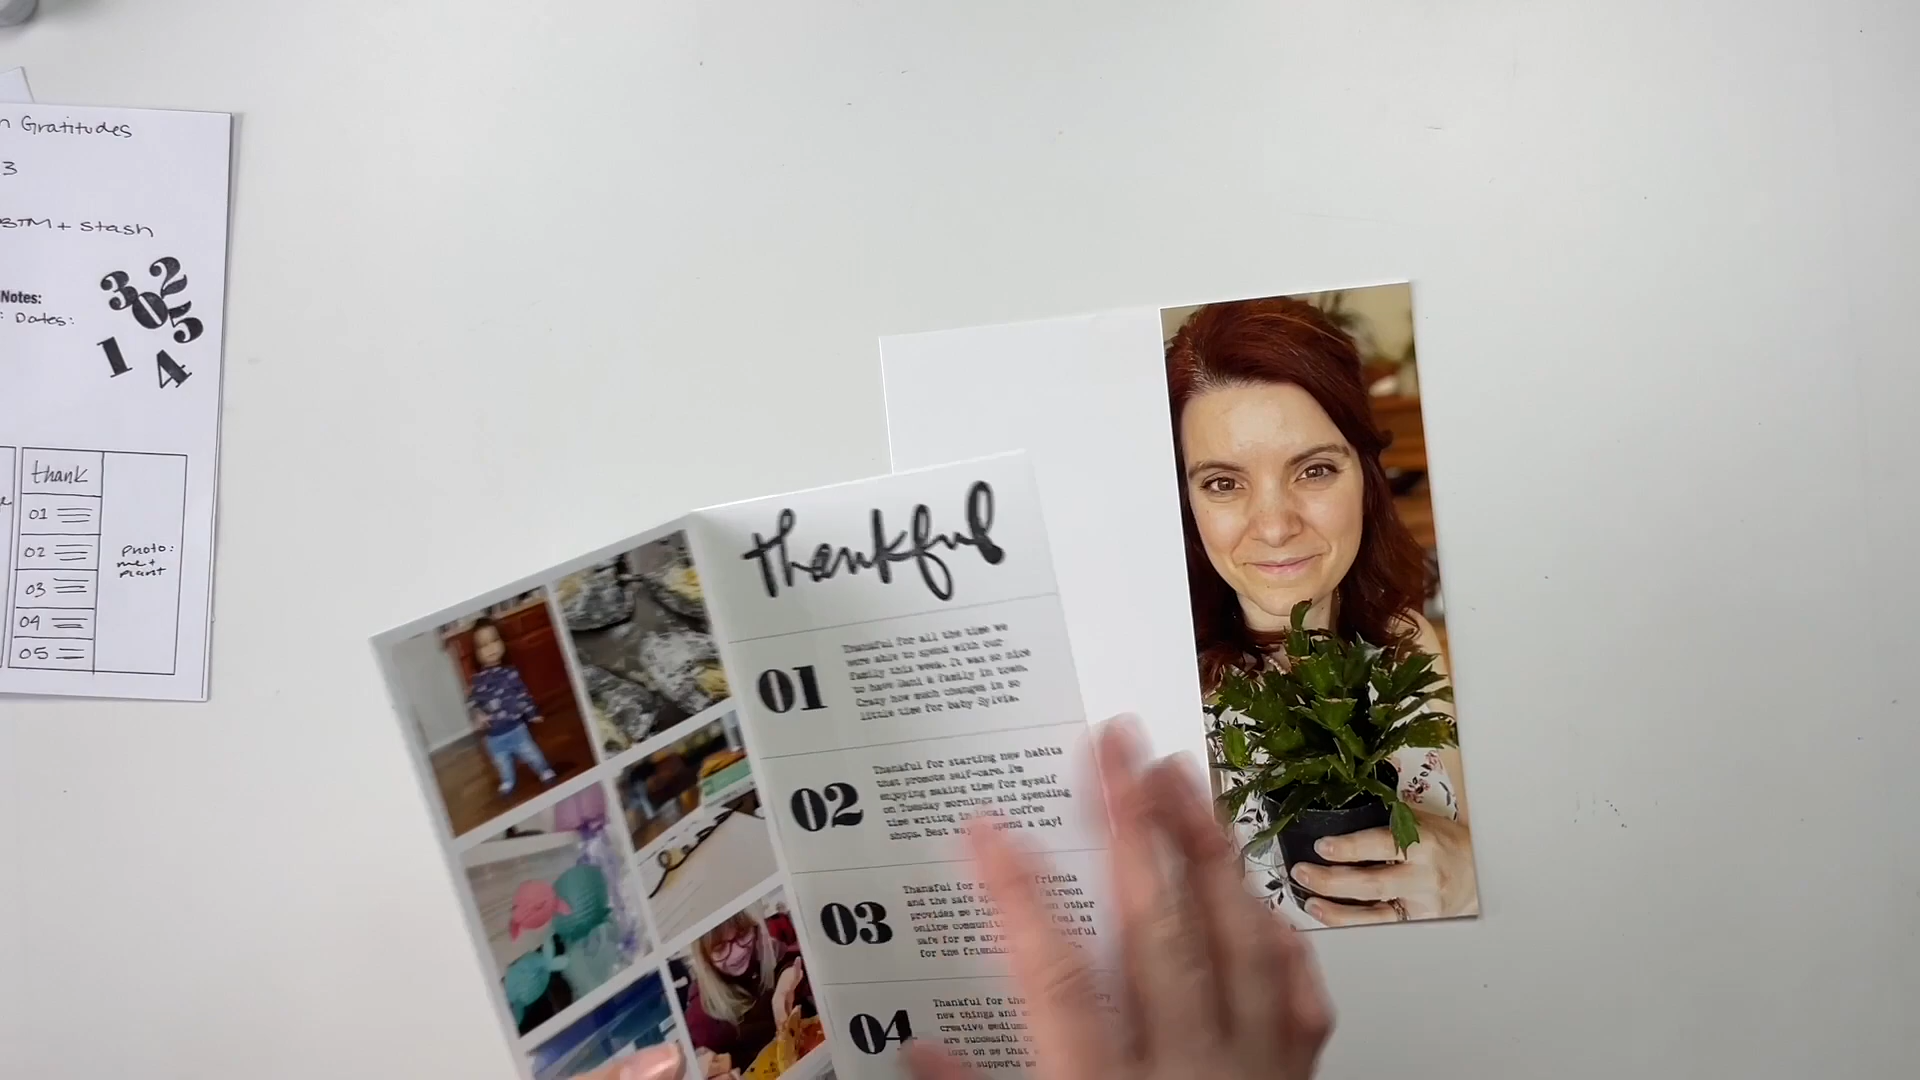 Gratitudes
3
+ stash
Notes:
Dates:
3 2
0 5
1 4
thank
01
02
03
04
05
photo:
me +
plant
thankful
01
Thankful for all the time we
were able to spend with our
family this week. It was so nice
to have Dani & family in town.
Crazy how much changes in so
little time for baby Sylvia.
02
Thankful for starting new habits
that promote self-care. I'm
enjoying making time for myself
on Tuesday mornings and spending
time writing in local coffee
shops. Best way spend a day!
03
Thankful for friends
and the safe Patreon
provides me other
online feel as
safe for me
for the
04
Thankful for the
new things and
creative mediums
are successful or
lost on me that
supports